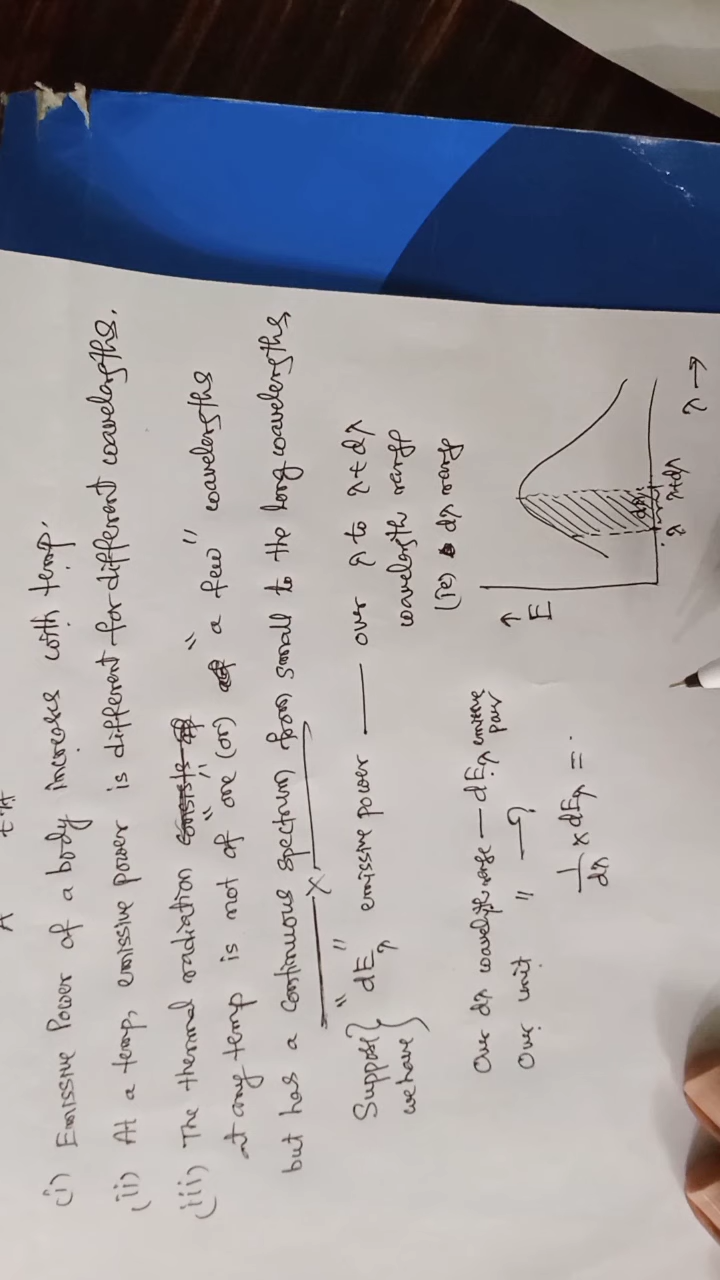 (i) Emissive Power of a body increases with temp.
(ii) At a temp, emissive power is different for different wavelengths.
(iii) The thermal radiation
at any temp is not of "one" (or) "a few" wavelengths
but has a continuous spectrum from small to the long wavelengths,
x
Suppose we have } "dEλ" emissive power — over λ to λ+dλ
wavelength range
(ie) dλ range
Over dλ wavelength range — dEλ emissive power
Over unit " — ?
1/dλ x dEλ =
↑ E
dλ
λ λ+dλ
λ →